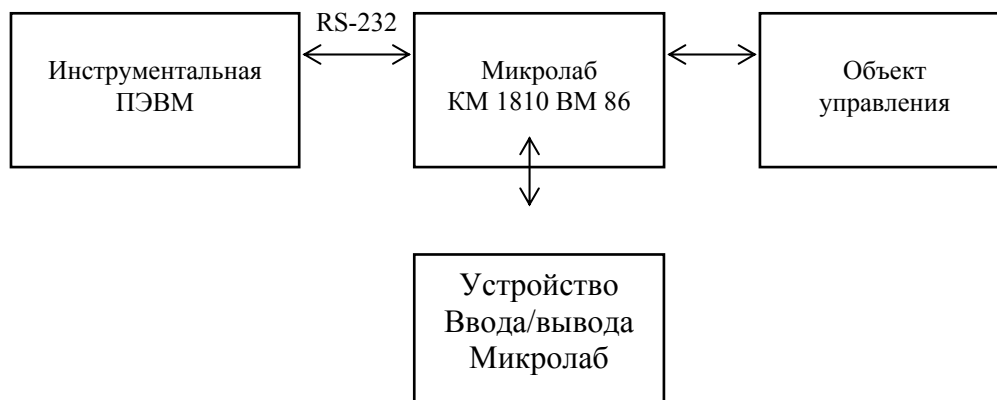 RS-232
Инструментальная
ПЭВМ
Микролаб
КМ 1810 ВМ 86
Объект
управления
Устройство
Ввода/вывода
Микролаб